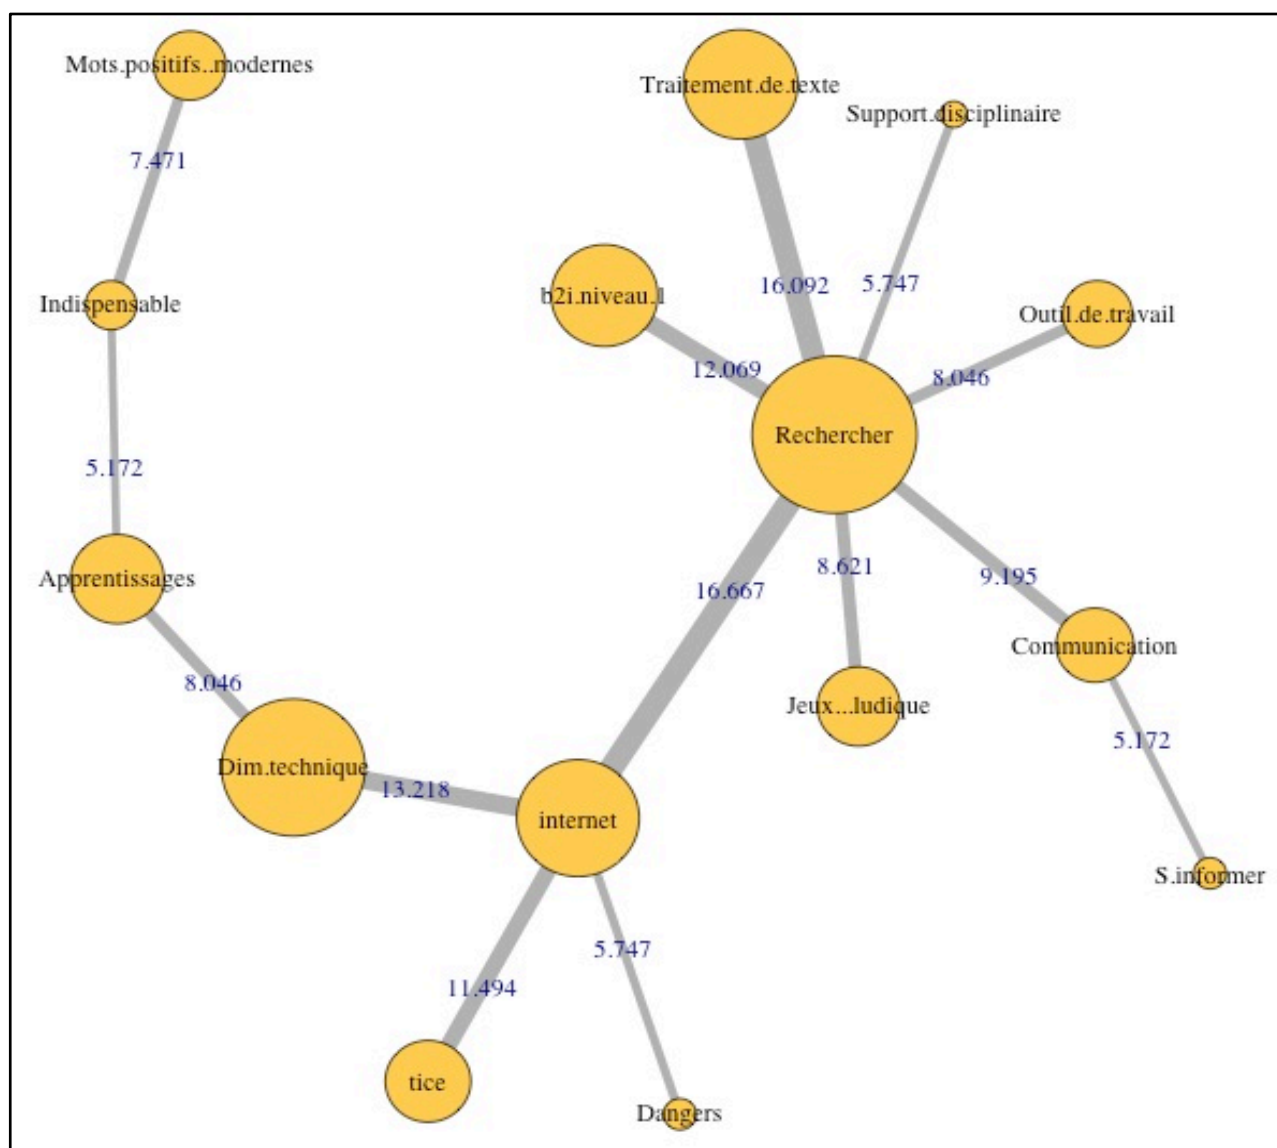 Mots.positifs..modernes
Traitement.de.texte
Support.disciplinaire
7.471
16.092
5.747
b2i.niveau.1
Indispensable
Outil.de.travail
12.069
8.046
Rechercher
5.172
16.667
8.621
9.195
Apprentissages
Communication
8.046
Jeux...ludique
5.172
Dim.technique
13.218
internet
S.informer
5.747
11.494
tice
Dangers